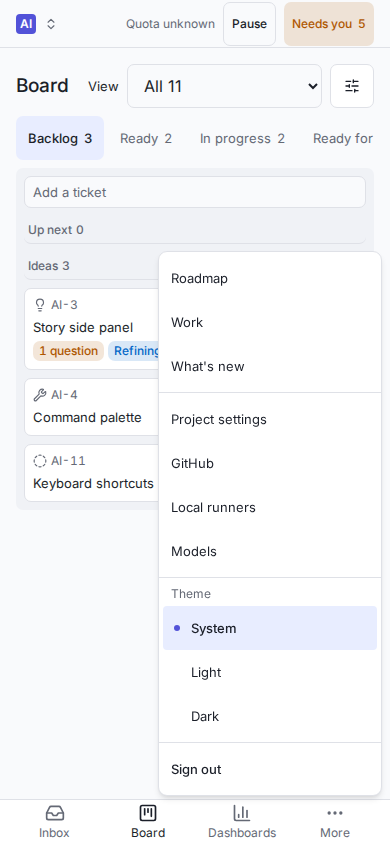 AI
Quota unknown
Pause
Needs you 5
Board
View
All 11
Backlog 3
Ready 2
In progress 2
Ready for
Add a ticket
Up next 0
Ideas 3
AI-3
Story side panel
1 question
Refining
AI-4
Command palette
AI-11
Keyboard shortcuts
Roadmap
Work
What's new
Project settings
GitHub
Local runners
Models
Theme
System
Light
Dark
Sign out
Inbox
Board
Dashboards
More